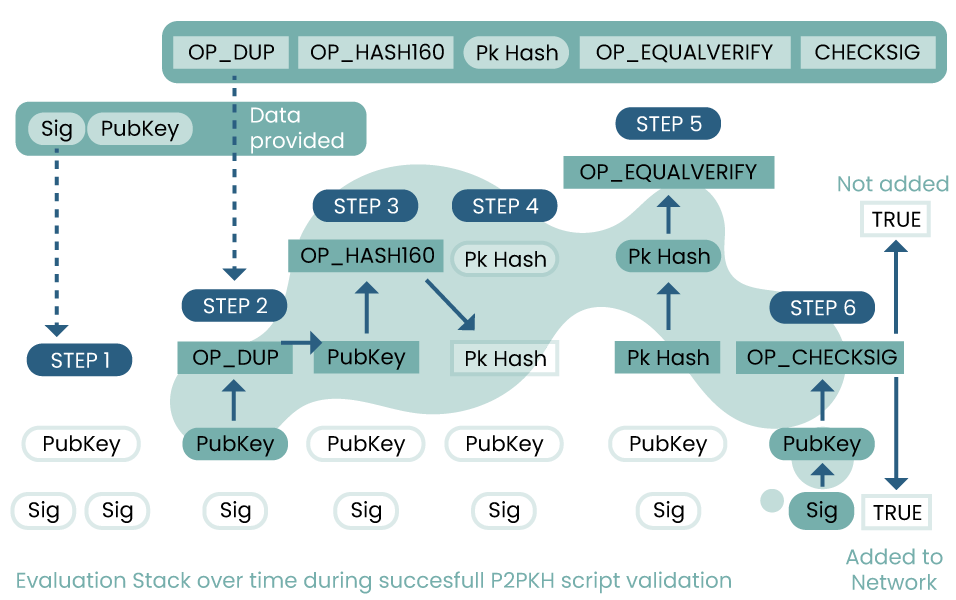 OP_DUP OP_HASH160 Pk Hash OP_EQUALVERIFY CHECKSIG
Sig PubKey Data
provided
STEP 5
OP_EQUALVERIFY
Not added
STEP 3 STEP 4 TRUE
OP_HASH160 Pk Hash Pk Hash
STEP 2 STEP 6
STEP 1 OP_DUP PubKey Pk Hash Pk Hash OP_CHECKSIG
PubKey PubKey PubKey PubKey PubKey PubKey
Sig Sig Sig Sig Sig Sig Sig TRUE
Added to
Network
Evaluation Stack over time during succesfull P2PKH script validation